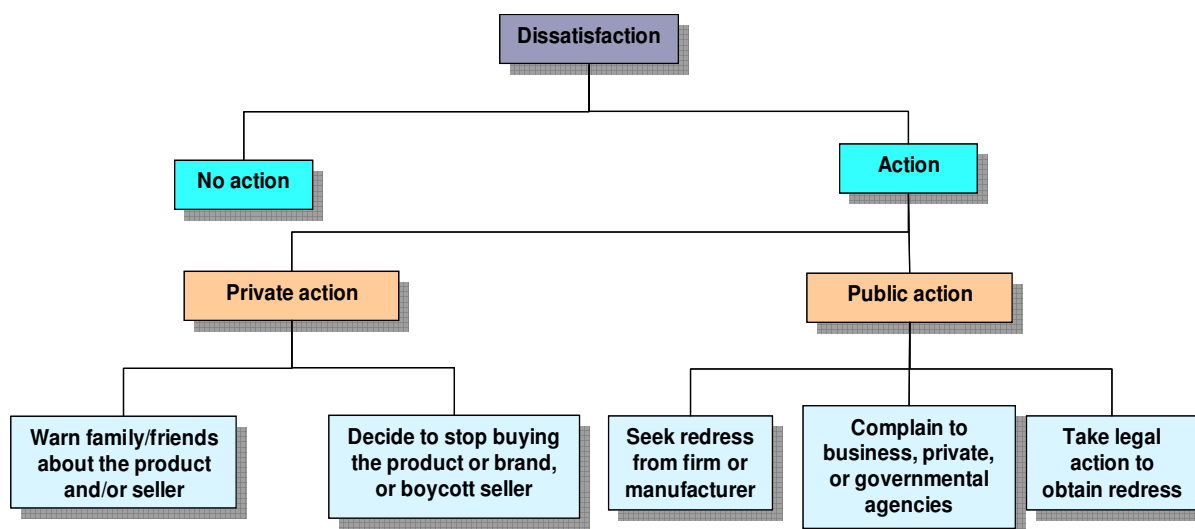 Dissatisfaction
No action
Action
Private action
Public action
Warn family/friends
about the product
and/or seller
Decide to stop buying
the product or brand,
or boycott seller
Seek redress
from firm or
manufacturer
Complain to
business, private,
or governmental
agencies
Take legal
action to
obtain redress